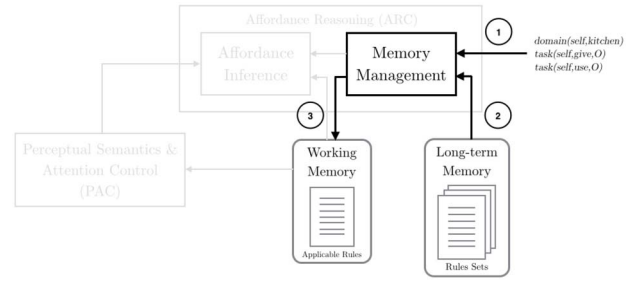 Affordance Reasoning (ARC)
1
domain(self,kitchen)
task(self,give,O)
task(self,use,O)
Affordance
Inference
Memory
Management
3
2
Perceptual Semantics &
Attention Control
(PAC)
Working
Memory
Applicable Rules
Long-term
Memory
Rules Sets